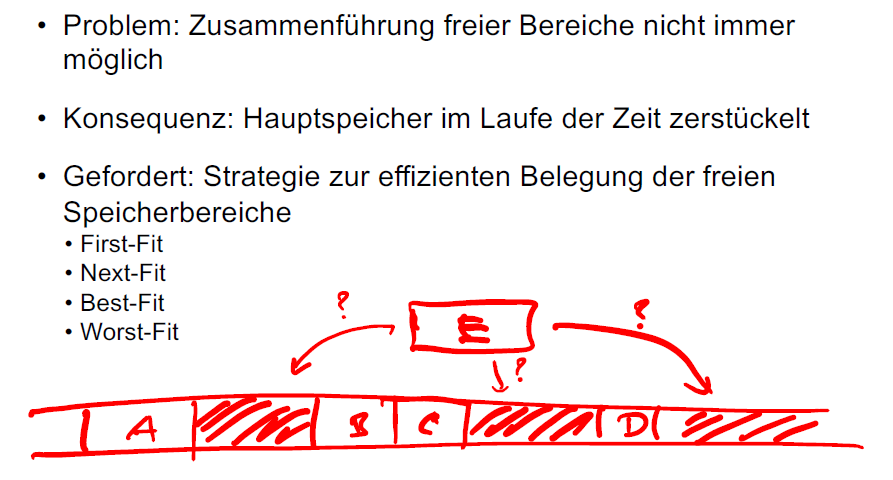 • Problem: Zusammenführung freier Bereiche nicht immer
möglich
• Konsequenz: Hauptspeicher im Laufe der Zeit zerstückelt
• Gefordert: Strategie zur effizienten Belegung der freien
Speicherbereiche
• First-Fit
• Next-Fit
• Best-Fit
• Worst-Fit
? E ?
?
A B C D